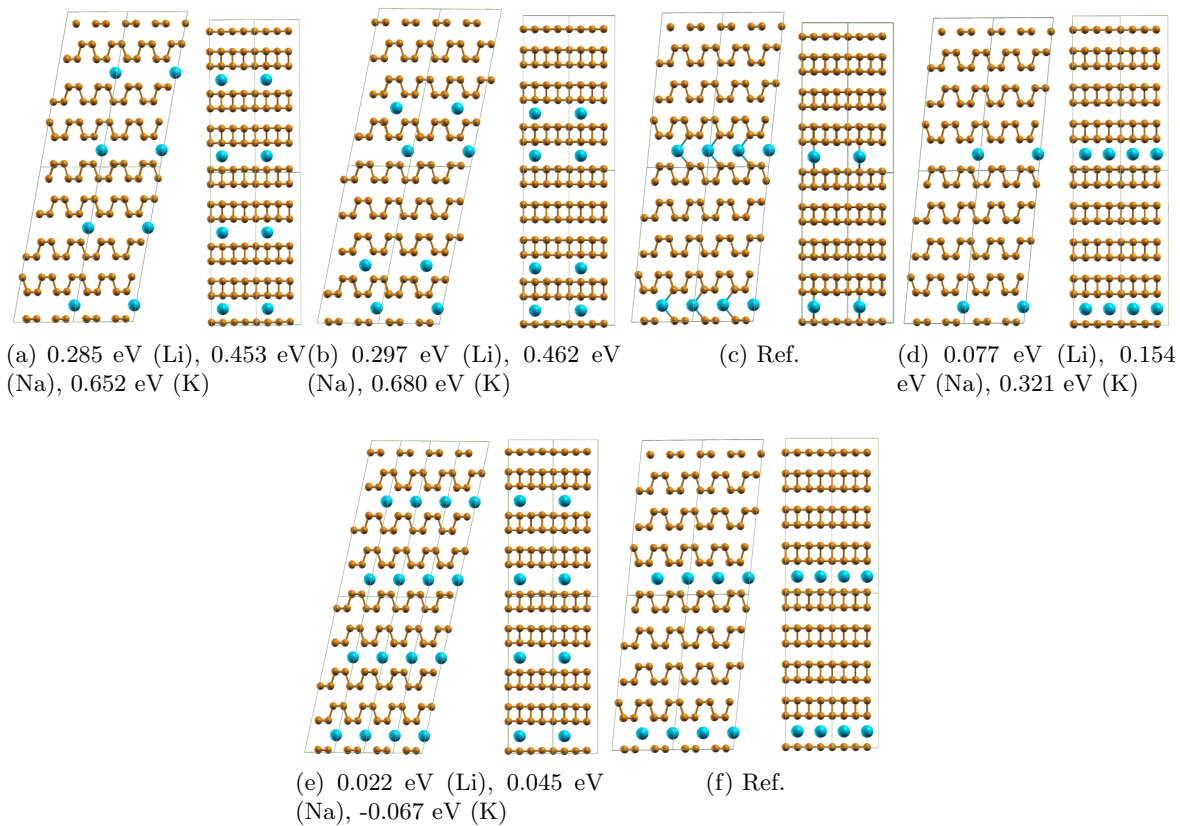 (a) 0.285 eV (Li), 0.453 eV
(Na), 0.652 eV (K)
(b) 0.297 eV (Li), 0.462 eV
(Na), 0.680 eV (K)
(c) Ref.
(d) 0.077 eV (Li), 0.154
eV (Na), 0.321 eV (K)
(e) 0.022 eV (Li), 0.045 eV
(Na), -0.067 eV (K)
(f) Ref.